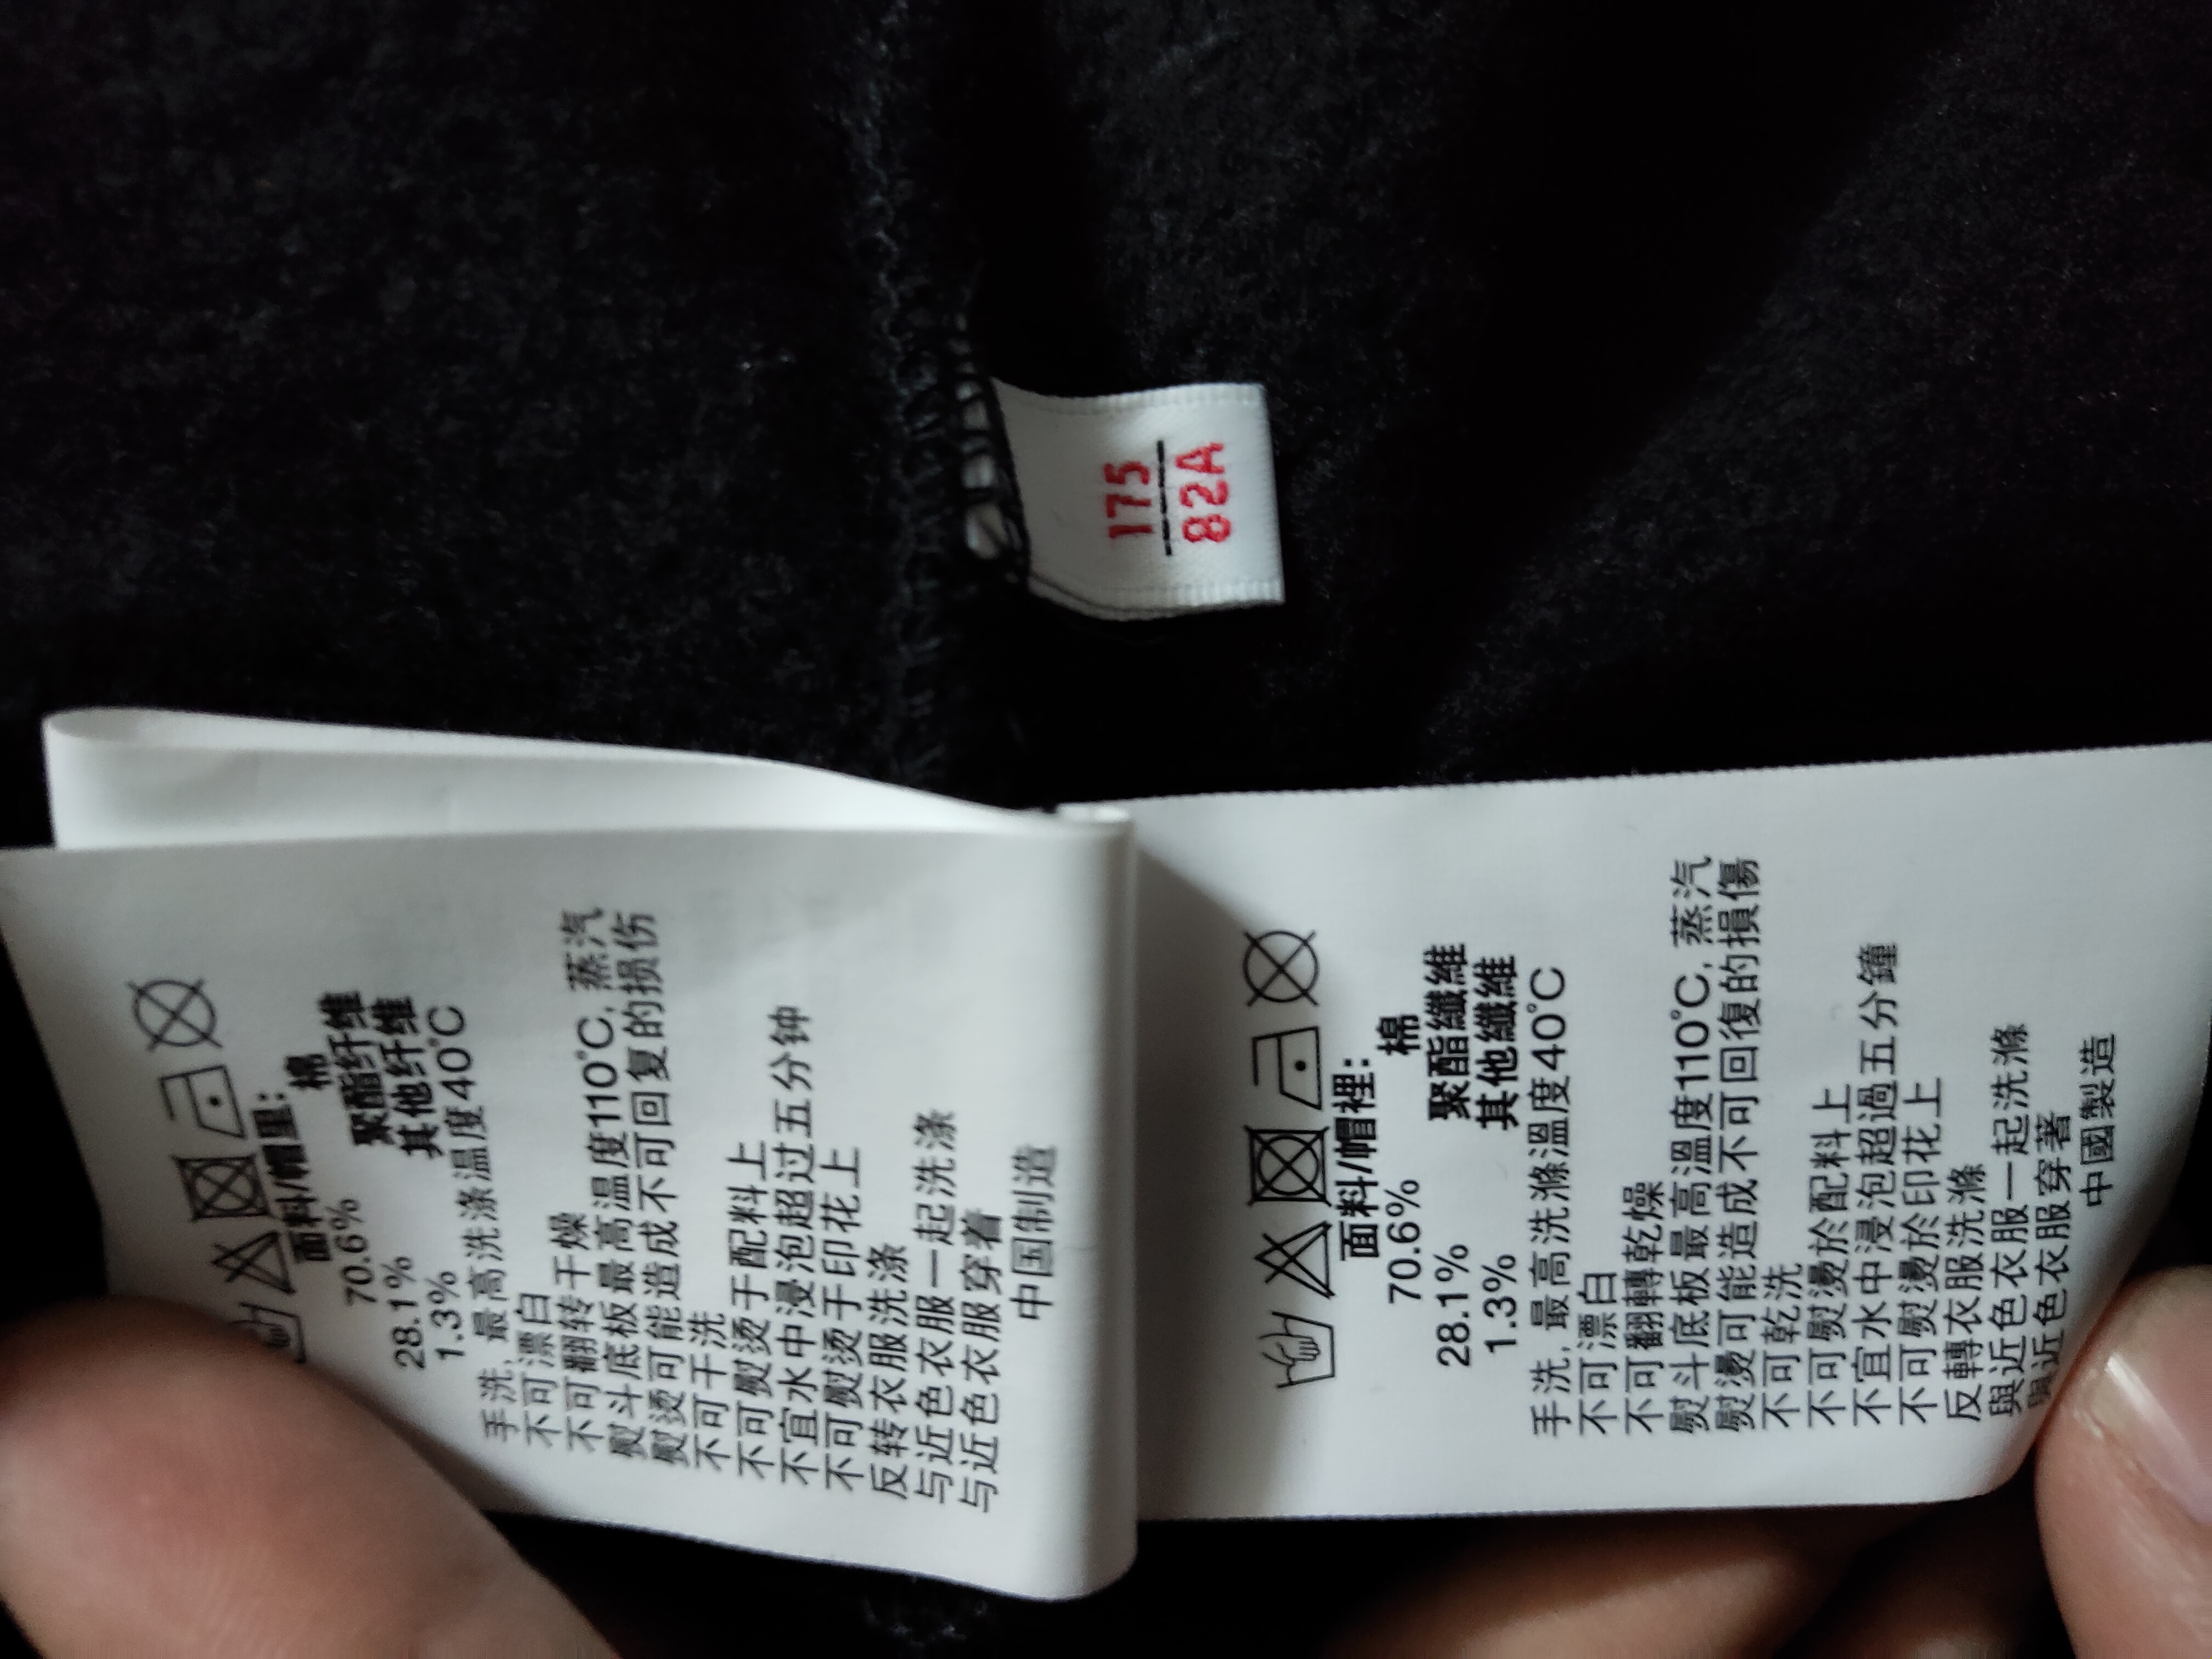 175
82A
面料/帽里:
70.6% 棉
28.1% 聚酯纤维
1.3% 其他纤维
手洗, 最高洗涤温度40°C
不可漂白
不可翻转干燥
熨斗底板最高温度110°C, 蒸汽
熨烫可能造成不可回复的损伤
不可干洗
不可熨烫于配料上
不宜水中浸泡超过五分钟
不可熨烫于印花上
反转衣服洗涤
与近色衣服一起洗涤
与近色衣服穿着
中国制造
面料/帽裡:
70.6% 棉
28.1% 聚酯纖維
1.3% 其他纖維
手洗, 最高洗滌溫度40°C
不可漂白
不可翻轉乾燥
熨斗底板最高溫度110°C, 蒸汽
熨燙可能造成不可回復的損傷
不可乾洗
不可熨燙於配料上
不宜水中浸泡超過五分鐘
不可熨燙於印花上
反轉衣服洗滌
與近色衣服一起洗滌
與近色衣服穿著
中國製造